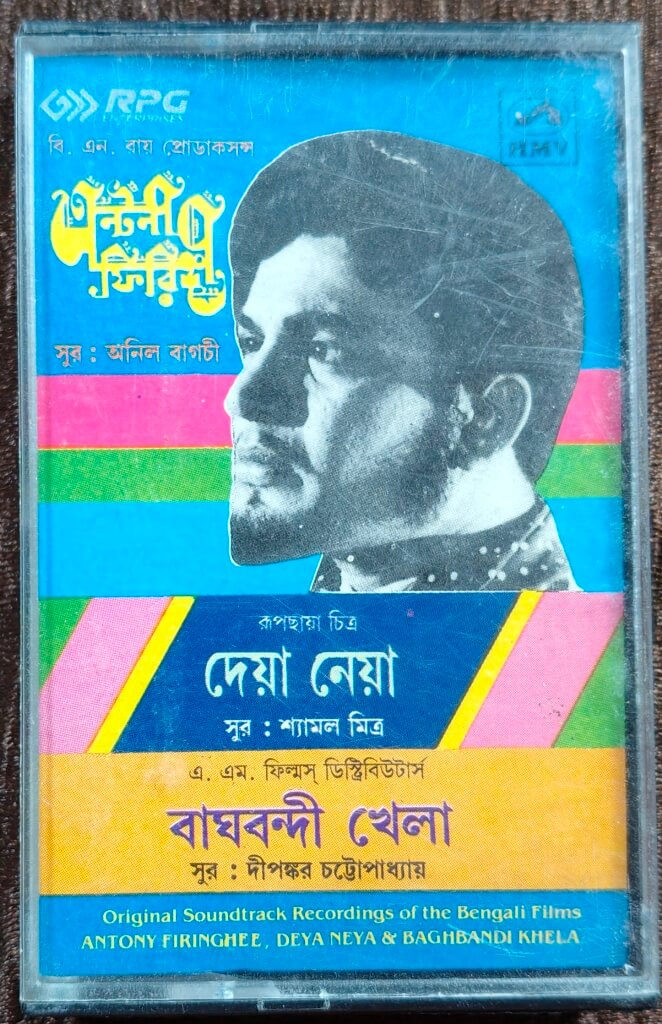 RPG
ENTERPRISES
HMV
বি. এন. রায় প্রোডাকসন্স
এন্টনী
ফিরিঙ্গী
সুর : অনিল বাগচী
রূপছায়া চিত্র
দেয়া নেয়া
সুর : শ্যামল মিত্র
এ. এম. ফিল্মস্ ডিস্ট্রিবিউটার্স
বাঘবন্দী খেলা
সুর : দীপঙ্কর চট্টোপাধ্যায়
Original Soundtrack Recordings of the Bengali Films
ANTONY FIRINGHEE, DEYA NEYA & BAGHBANDI KHELA